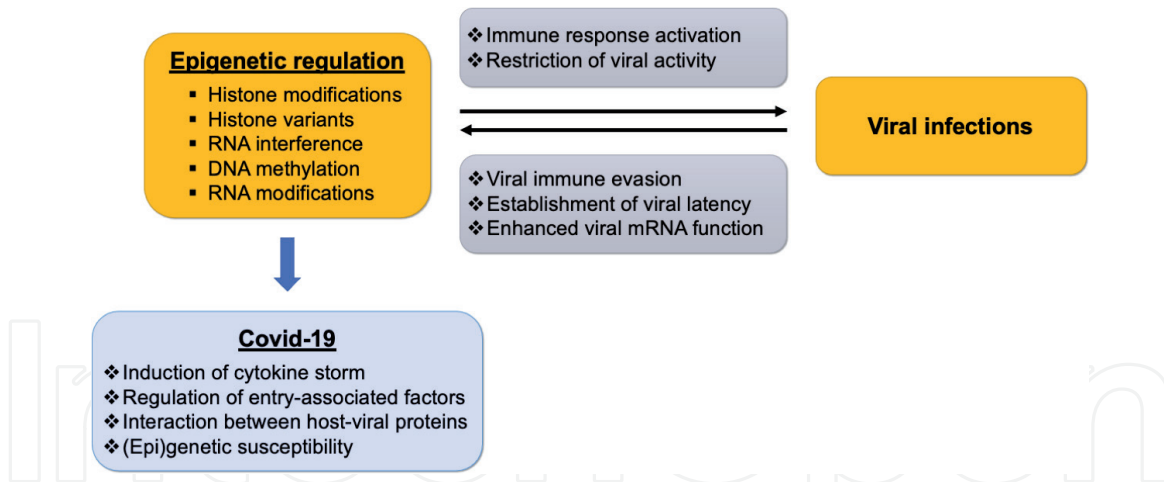 Epigenetic regulation
▪ Histone modifications
▪ Histone variants
▪ RNA interference
▪ DNA methylation
▪ RNA modifications
❖Immune response activation
❖Restriction of viral activity
❖Viral immune evasion
❖Establishment of viral latency
❖Enhanced viral mRNA function
Viral infections
Covid-19
❖Induction of cytokine storm
❖Regulation of entry-associated factors
❖Interaction between host-viral proteins
❖(Epi)genetic susceptibility